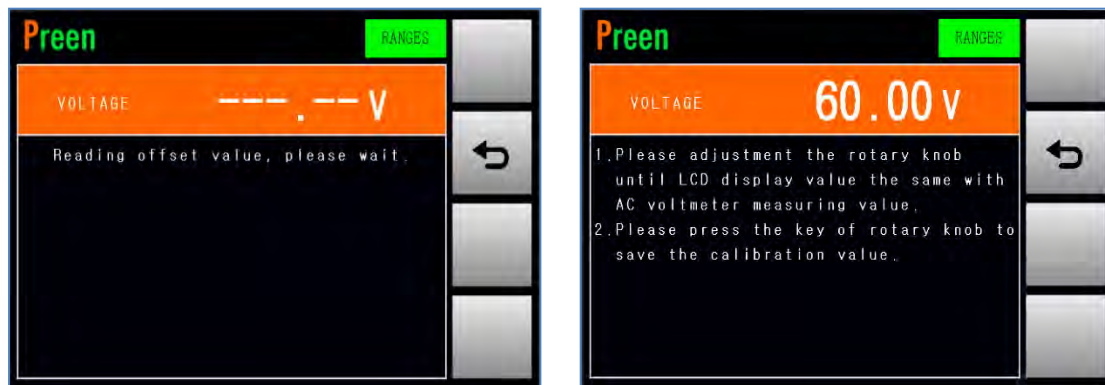 Preen
RANGES
VOLTAGE ---.--V
Reading offset value, please wait.
Preen
RANGES
VOLTAGE 60.00 V
1.Please adjustment the rotary knob
until LCD display value the same with
AC voltmeter measuring value.
2.Please press the key of rotary knob to
save the calibration value.